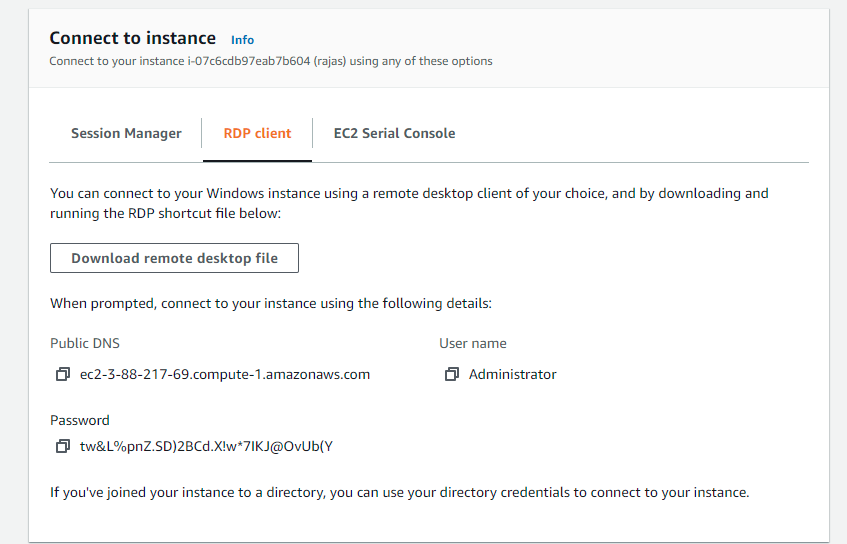 Connect to instance Info
Connect to your instance i-07c6cdb97eab7b604 (rajas) using any of these options
Session Manager RDP client EC2 Serial Console
You can connect to your Windows instance using a remote desktop client of your choice, and by downloading and
running the RDP shortcut file below:
Download remote desktop file
When prompted, connect to your instance using the following details:
Public DNS User name
ec2-3-88-217-69.compute-1.amazonaws.com Administrator
Password
tw&L%pnZ.SD)2BCd.X!w*7IKJ@OvUb(Y
If you've joined your instance to a directory, you can use your directory credentials to connect to your instance.